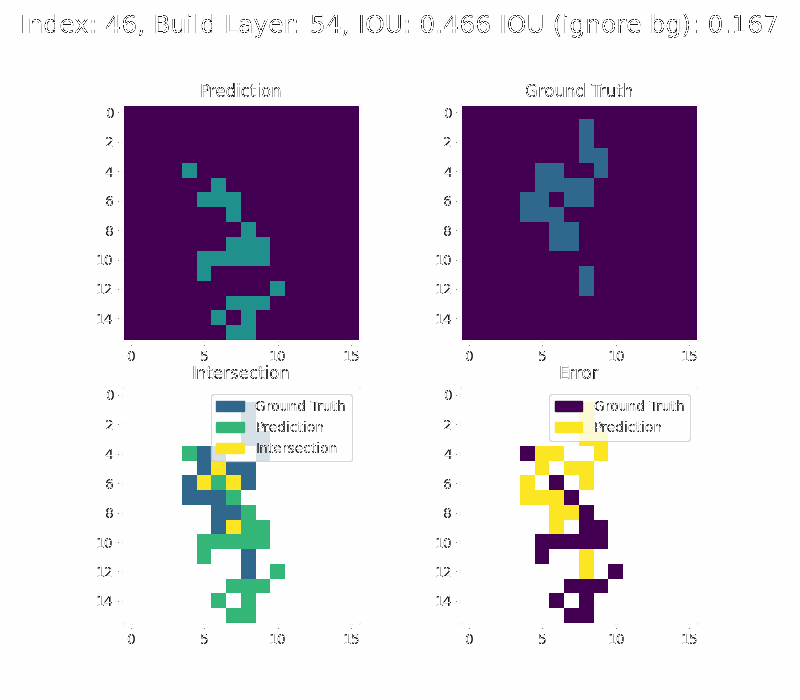 Index: 46, Build Layer: 54, IOU: 0.466 IOU (ignore bg): 0.167
Prediction Ground Truth
0 0
2 2
4 4
6 6
8 8
10 10
12 12
14 14
0 5 10 15 0 5 10 15
Intersection Error
0 0
Ground Truth Ground Truth
2 2
Prediction Prediction
4 Intersection 4
6 6
8 8
10 10
12 12
14 14
0 5 10 15 0 5 10 15